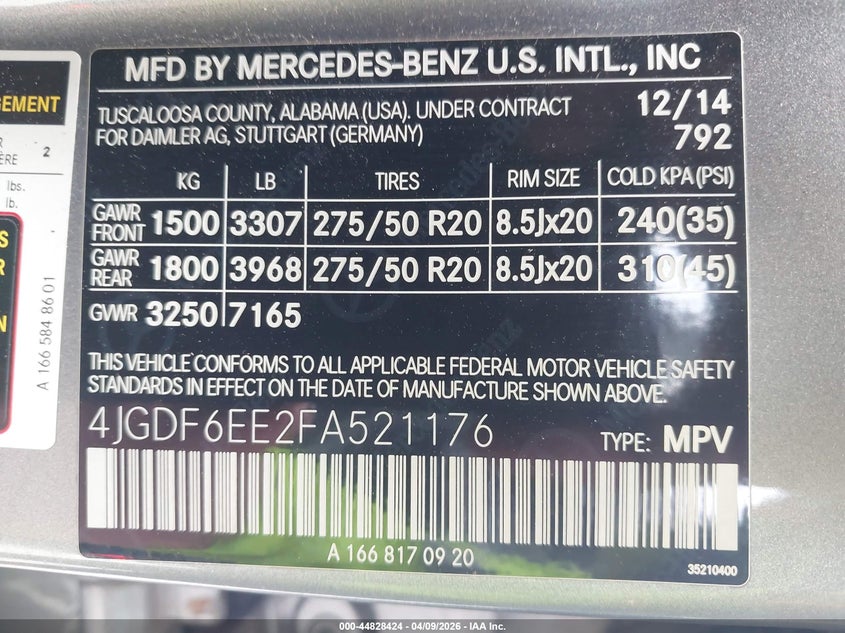 MFD BY MERCEDES-BENZ U.S. INTL., INC
TUSCALOOSA COUNTY, ALABAMA (USA). UNDER CONTRACT
FOR DAIMLER AG, STUTTGART (GERMANY)
12/14
792
KG LB TIRES RIM SIZE COLD KPA(PSI)
GAWR FRONT 1500 3307 275/50 R20 8.5Jx20 240(35)
GAWR REAR 1800 3968 275/50 R20 8.5Jx20 310(45)
GVWR 3250 7165
THIS VEHICLE CONFORMS TO ALL APPLICABLE FEDERAL MOTOR VEHICLE SAFETY
STANDARDS IN EFFECT ON THE DATE OF MANUFACTURE SHOWN ABOVE.
4JGDF6EE2FA521176 TYPE: MPV
A 166 817 09 20
35210400
GEMENT
2
lbs.
lb.
A 166 584 86 01
000-44828424 - 04/09/2026 - IAA Inc.